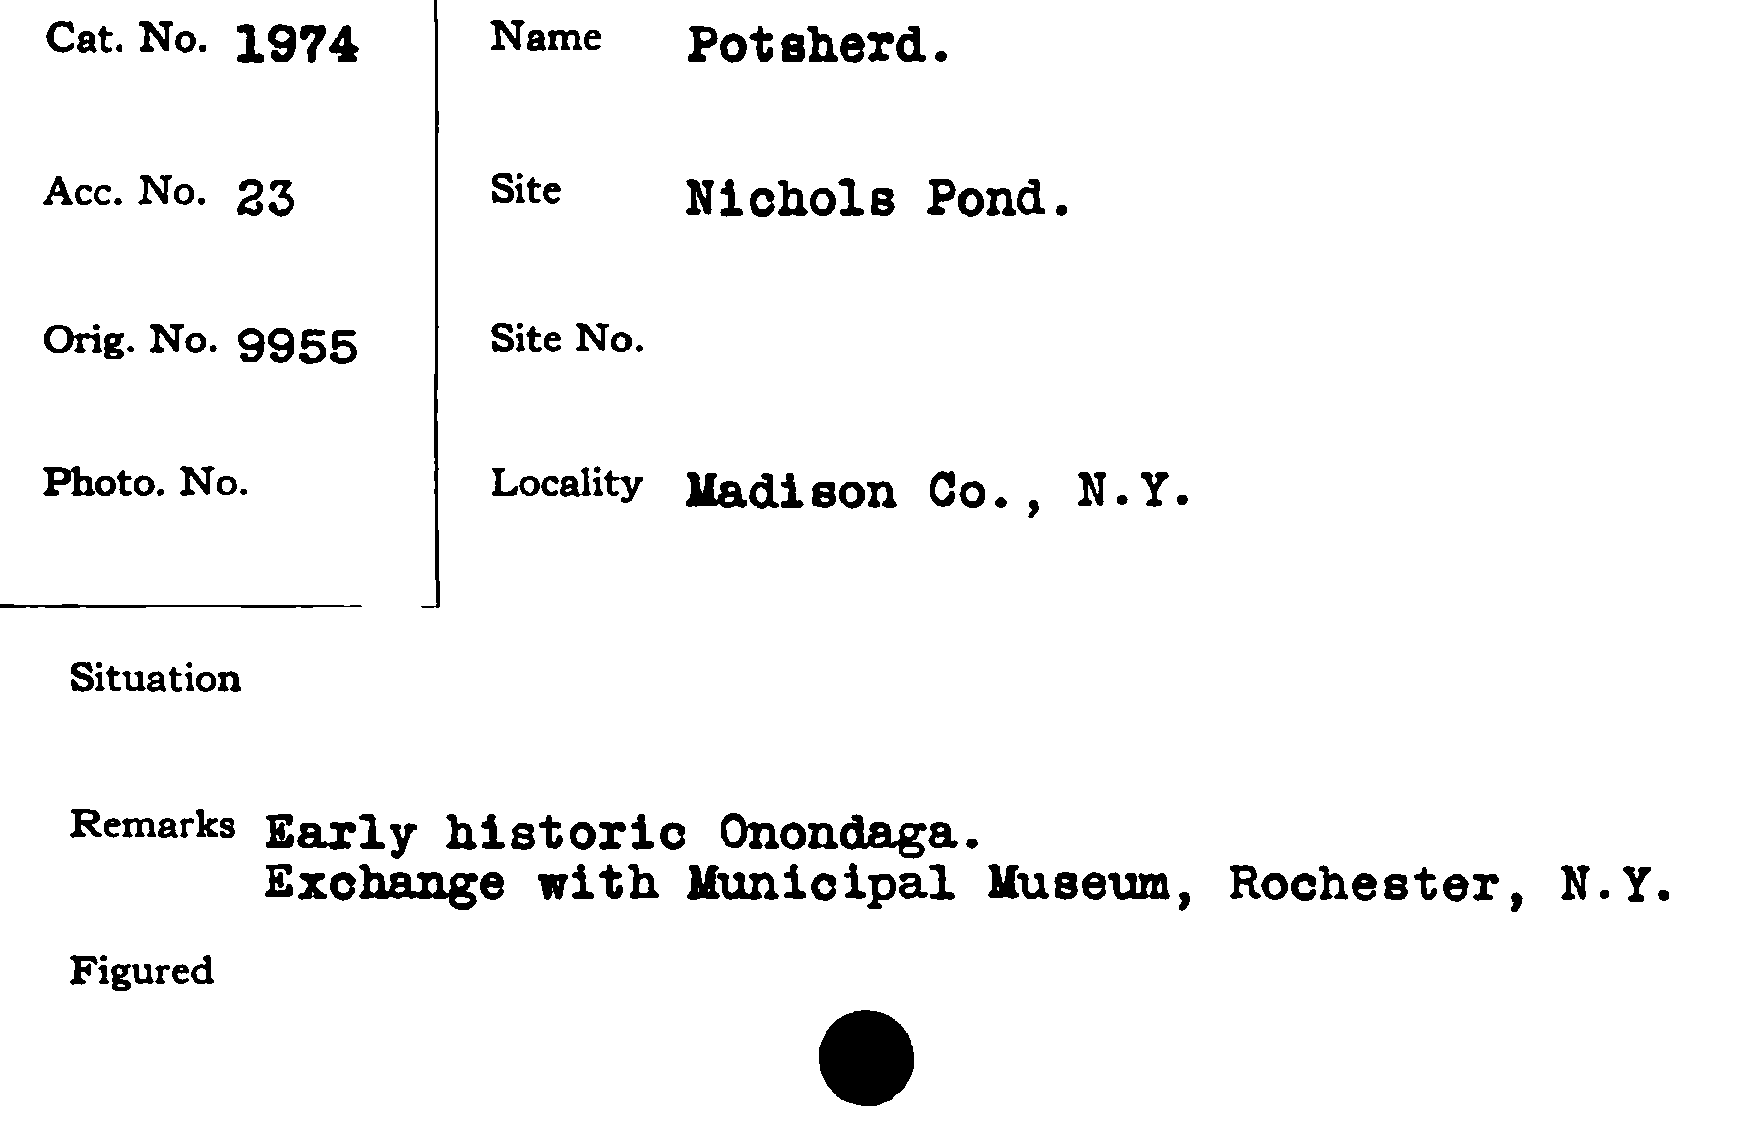 Cat. No. 1974
Name Potsherd.
Acc. No. 23
Site Nichols Pond.
Orig. No. 9955
Site No.
Photo. No.
Locality Madison Co., N.Y.
Situation
Remarks Early historic Onondaga.
Exchange with Municipal Museum, Rochester, N.Y.
Figured